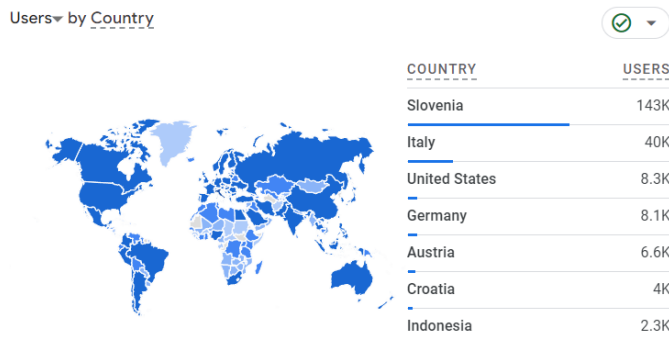 Users by Country
COUNTRY USERS
Slovenia 143K
Italy 40K
United States 8.3K
Germany 8.1K
Austria 6.6K
Croatia 4K
Indonesia 2.3K